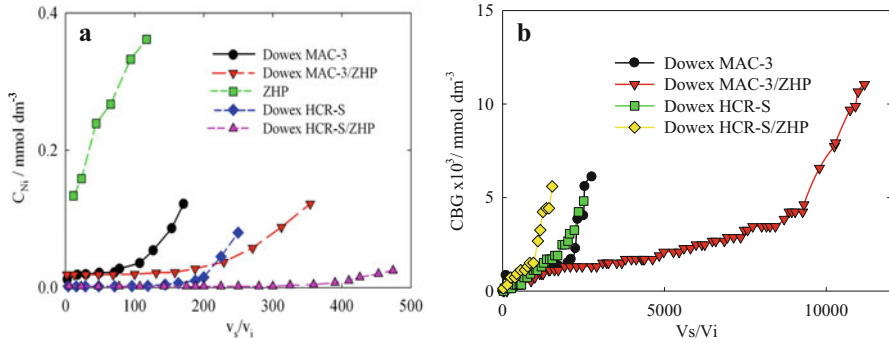 a
Dowex MAC-3
Dowex MAC-3/ZHP
ZHP
Dowex HCR-S
Dowex HCR-S/ZHP
C_Ni / mmol dm⁻³
0.4
0.2
0.0
0 100 200 300 400 500
v_s/v_i
b
Dowex MAC-3
Dowex MAC-3/ZHP
Dowex HCR-S
Dowex HCR-S/ZHP
CBG x10³/ mmol dm⁻³
15
10
5
0
0 5000 10000
Vs/Vi